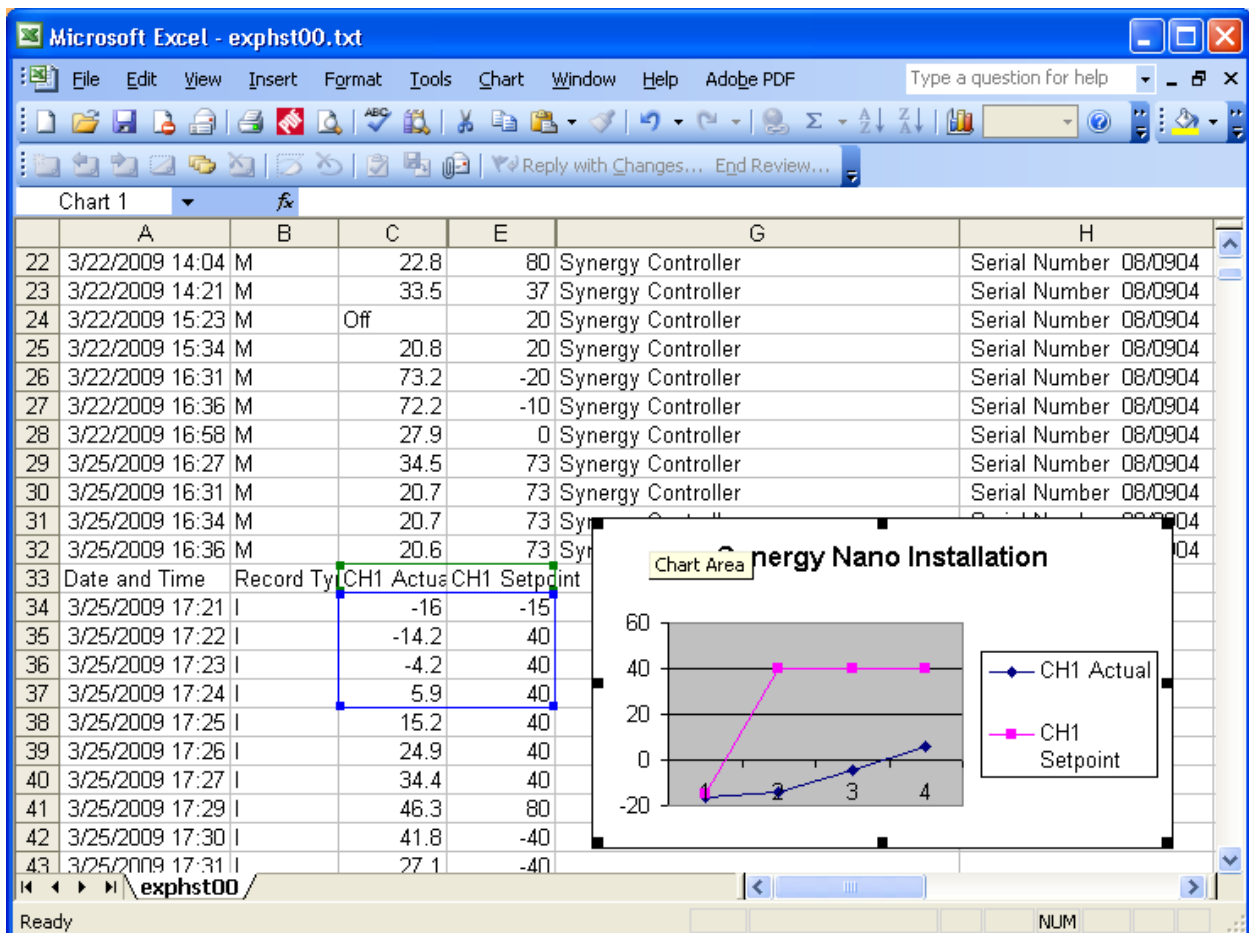 Microsoft Excel - exphst00.txt
File Edit View Insert Format Tools Chart Window Help Adobe PDF Type a question for help
ABC Σ A Z Z A
Reply with Changes... End Review...
Chart 1 fx
A B C E G H
22 3/22/2009 14:04 M 22.8 80 Synergy Controller Serial Number 08/0904
23 3/22/2009 14:21 M 33.5 37 Synergy Controller Serial Number 08/0904
24 3/22/2009 15:23 M Off 20 Synergy Controller Serial Number 08/0904
25 3/22/2009 15:34 M 20.8 20 Synergy Controller Serial Number 08/0904
26 3/22/2009 16:31 M 73.2 -20 Synergy Controller Serial Number 08/0904
27 3/22/2009 16:36 M 72.2 -10 Synergy Controller Serial Number 08/0904
28 3/22/2009 16:58 M 27.9 0 Synergy Controller Serial Number 08/0904
29 3/25/2009 16:27 M 34.5 73 Synergy Controller Serial Number 08/0904
30 3/25/2009 16:31 M 20.7 73 Synergy Controller Serial Number 08/0904
31 3/25/2009 16:34 M 20.7 73
32 3/25/2009 16:36 M 20.6 73
33 Date and Time Record Ty CH1 Actua CH1 Setpoint
34 3/25/2009 17:21 I -16 -15
35 3/25/2009 17:22 I -14.2 40
36 3/25/2009 17:23 I -4.2 40
37 3/25/2009 17:24 I 5.9 40
38 3/25/2009 17:25 I 15.2 40
39 3/25/2009 17:26 I 24.9 40
40 3/25/2009 17:27 I 34.4 40
41 3/25/2009 17:29 I 46.3 80
42 3/25/2009 17:30 I 41.8 -40
43 3/25/2009 17:31 I 27.1 -40
Chart Area
nergy Nano Installation
60
40
20
0
-20
1 2 3 4
CH1 Actual
CH1
Setpoint
exphst00
Ready NUM